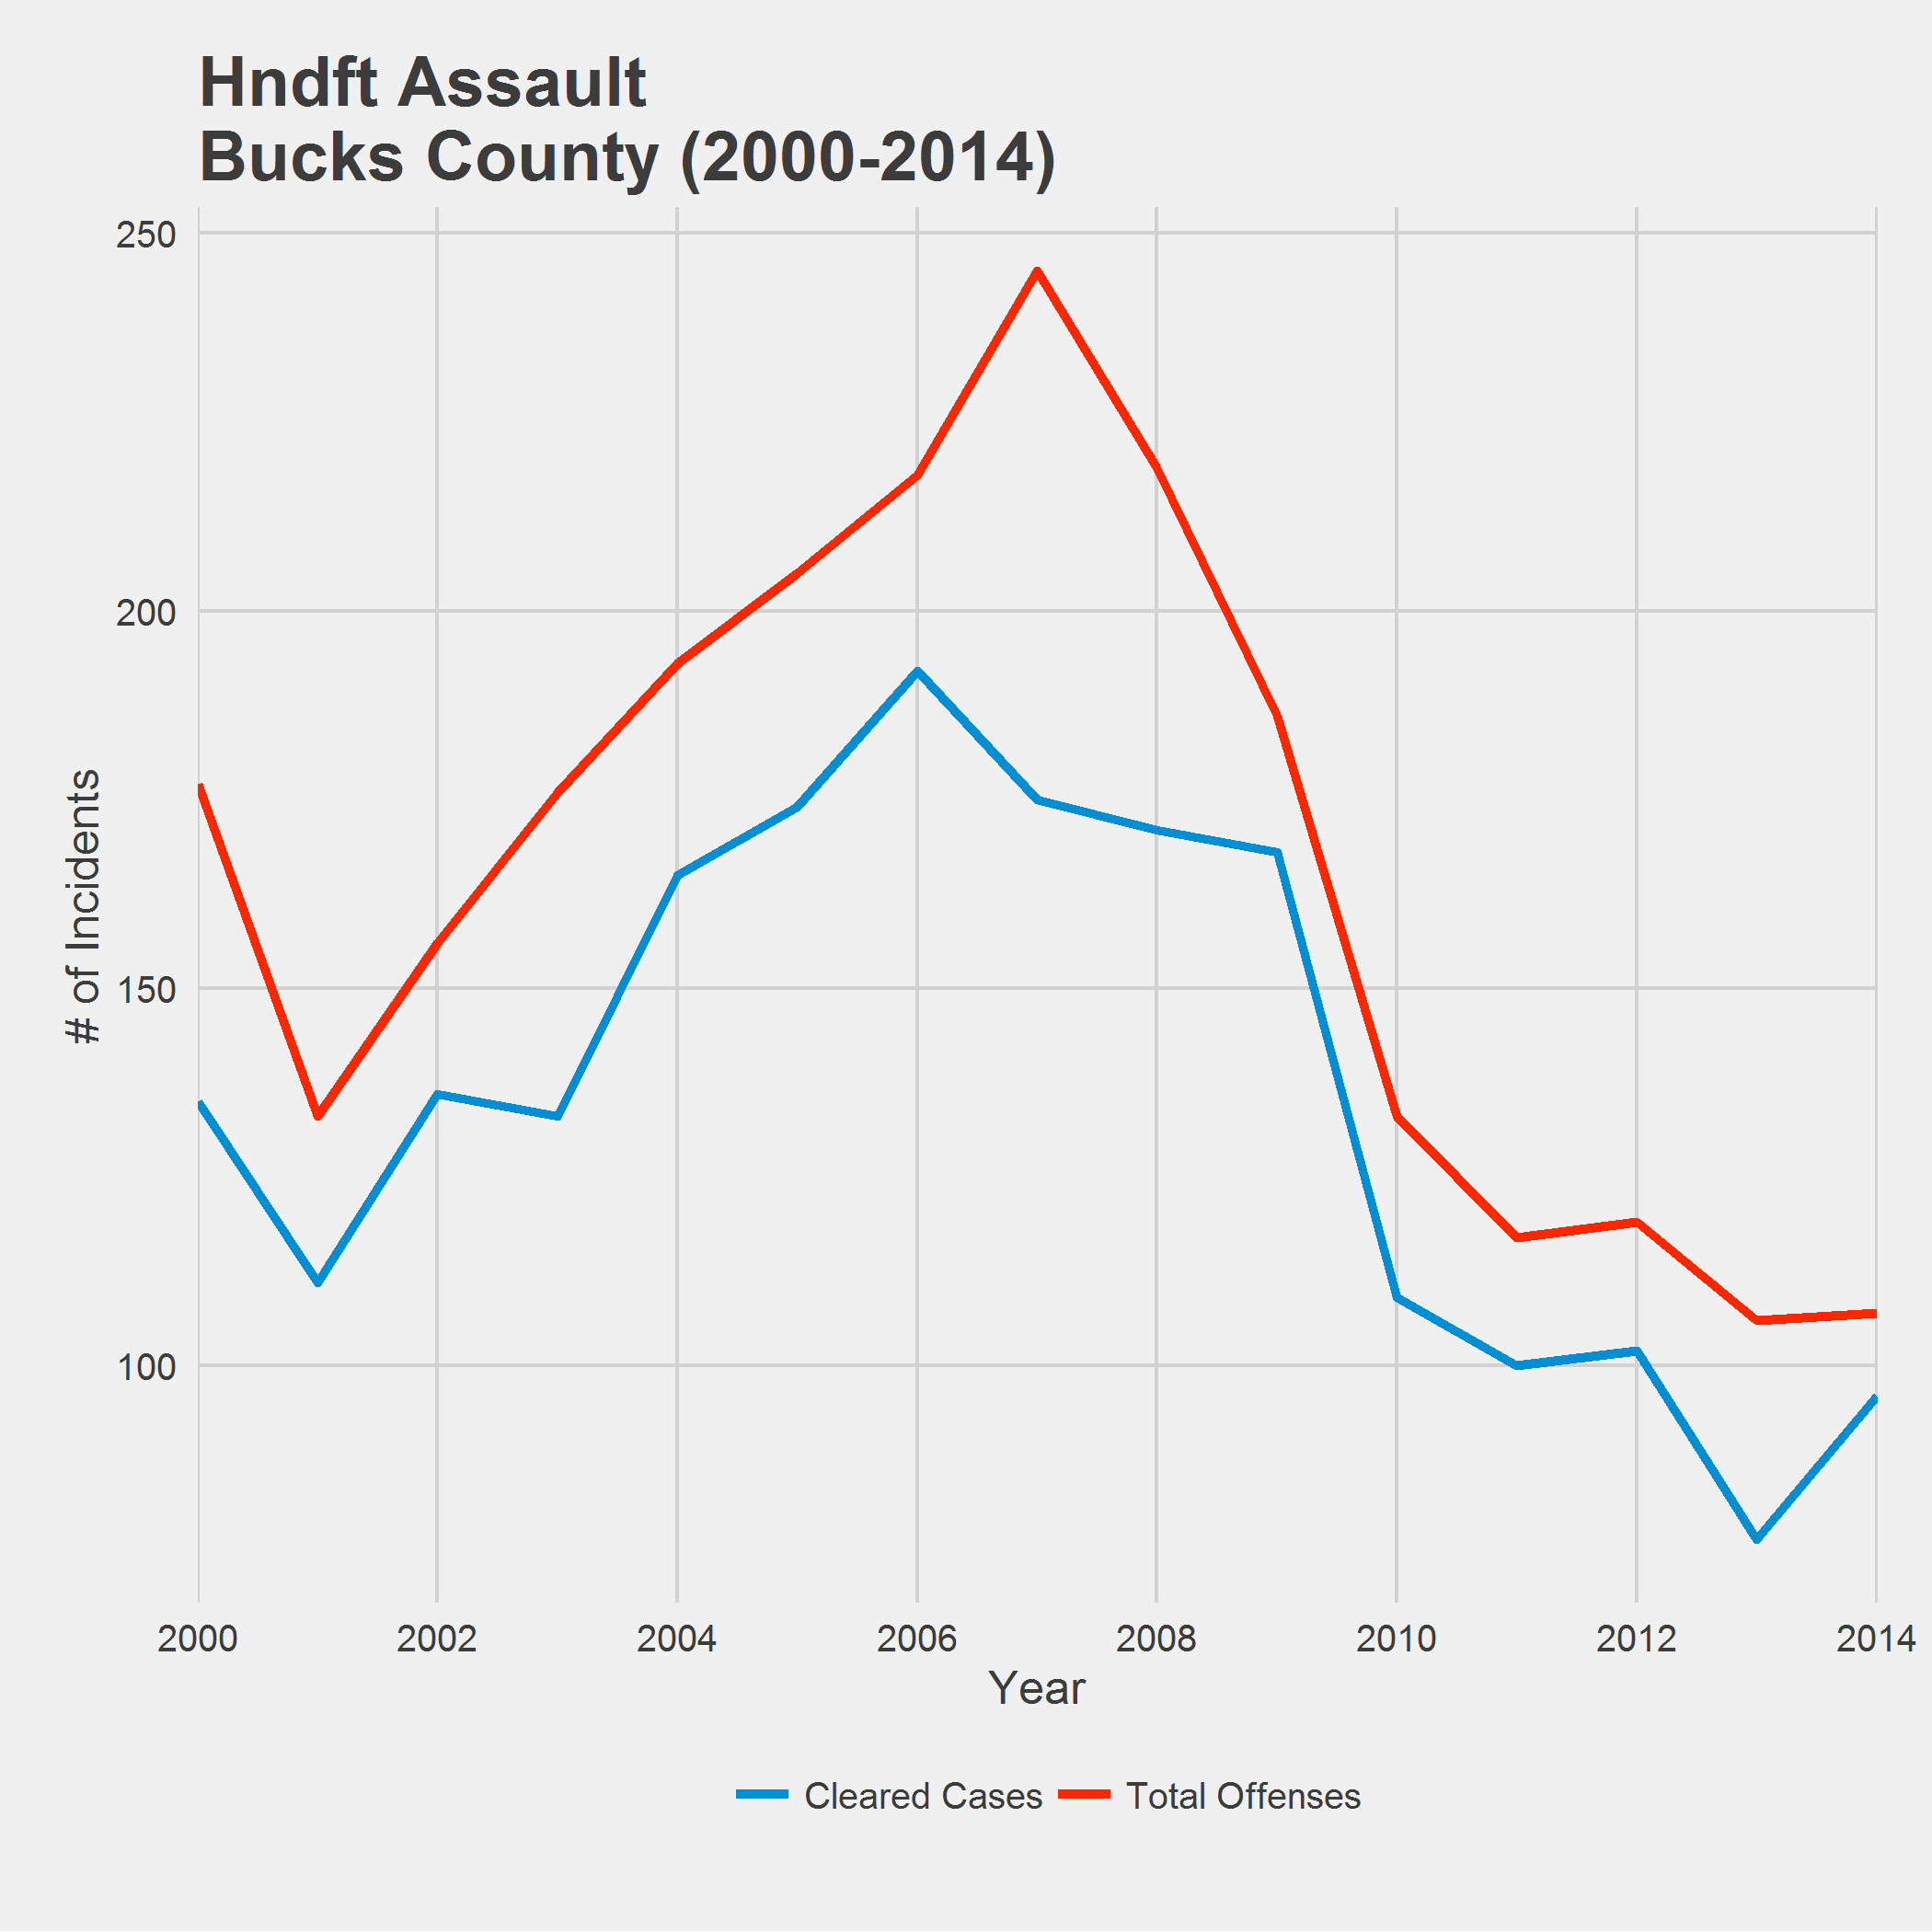 Hndft Assault
Bucks County (2000-2014)
250
200
150
100
# of Incidents
2000 2002 2004 2006 2008 2010 2012 2014
Year
Cleared Cases Total Offenses